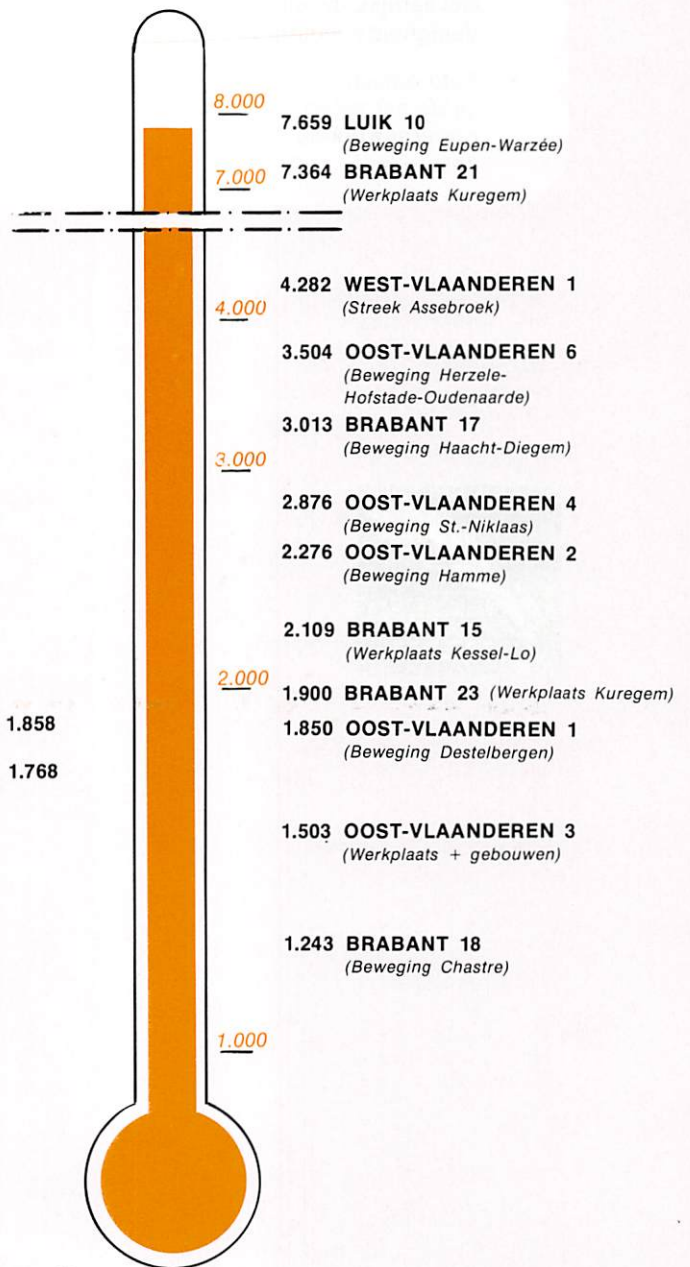 8.000
7.659 LUIK 10
(Beweging Eupen-Warzée)
7.000
7.364 BRABANT 21
(Werkplaats Kuregem)
4.282 WEST-VLAANDEREN 1
(Streek Assebroek)
4.000
3.504 OOST-VLAANDEREN 6
(Beweging Herzele-
Hofstade-Oudenaarde)
3.013 BRABANT 17
(Beweging Haacht-Diegem)
3.000
2.876 OOST-VLAANDEREN 4
(Beweging St.-Niklaas)
2.276 OOST-VLAANDEREN 2
(Beweging Hamme)
2.109 BRABANT 15
(Werkplaats Kessel-Lo)
2.000
1.900 BRABANT 23 (Werkplaats Kuregem)
1.858
1.850 OOST-VLAANDEREN 1
(Beweging Destelbergen)
1.768
1.503 OOST-VLAANDEREN 3
(Werkplaats + gebouwen)
1.243 BRABANT 18
(Beweging Chastre)
1.000